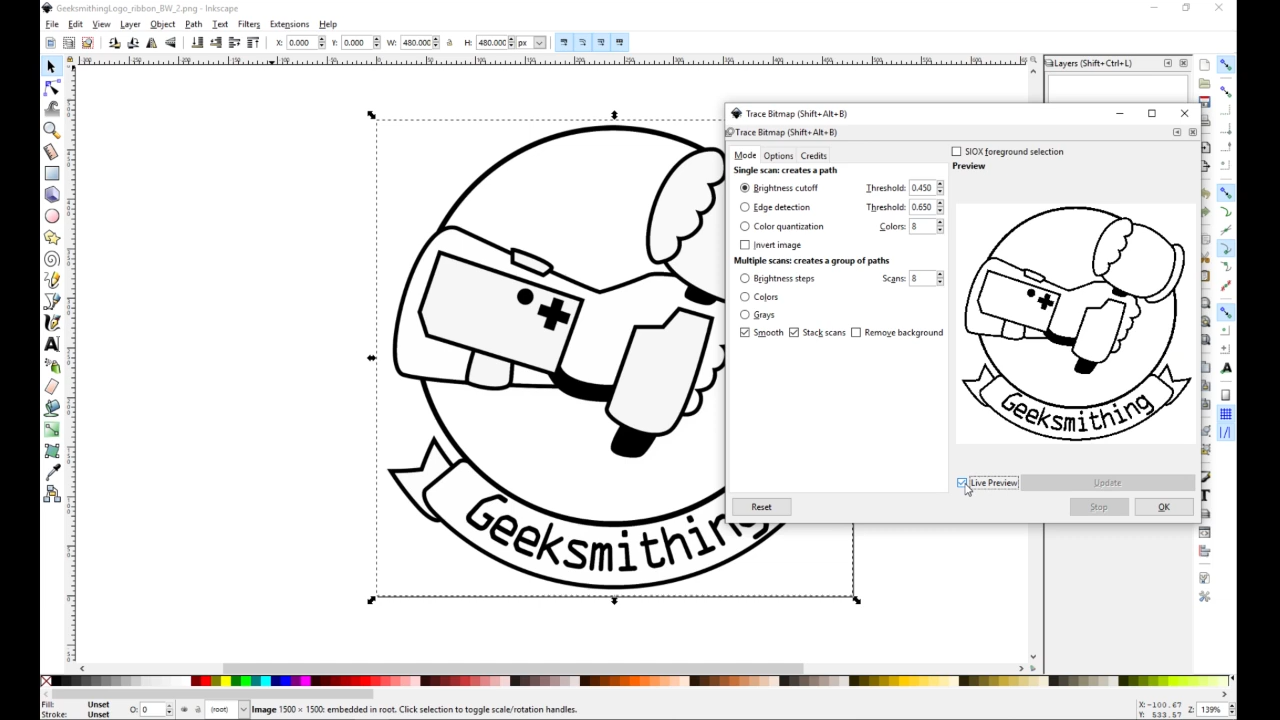 GeeksmithingLogo_ribbon_BW_2.png - Inkscape
File Edit View Layer Object Path Text Filters Extensions Help
X: 0.000 Y: 0.000 W: 480.000 H: 480.000 px
Layers (Shift+Ctrl+L)
Trace Bitmap (Shift+Alt+B)
Trace Bitmap (Shift+Alt+B)
Mode Options Credits
SIOX foreground selection
Single scan: creates a path
Preview
Brightness cutoff Threshold: 0.450
Edge detection Threshold: 0.650
Color quantization Colors: 8
Invert image
Multiple scans: creates a group of paths
Brightness steps Scans: 8
Colors
Grays
Smooth Stack scans Remove background
Geeksmithing
Live Preview Update
Reset Stop OK
Geeksmithing
Fill: Unset
Stroke: Unset
O: 0
(root)
Image 1500 × 1500: embedded in root. Click selection to toggle scale/rotation handles.
X:-100.67
Y: 533.57
Z: 139%